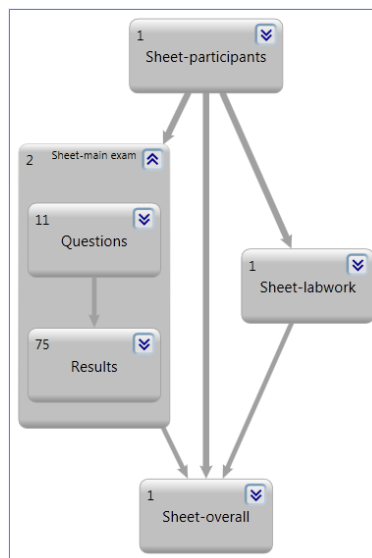 1
Sheet-participants
2 Sheet-main exam
11
Questions
1
Sheet-labwork
75
Results
1
Sheet-overall